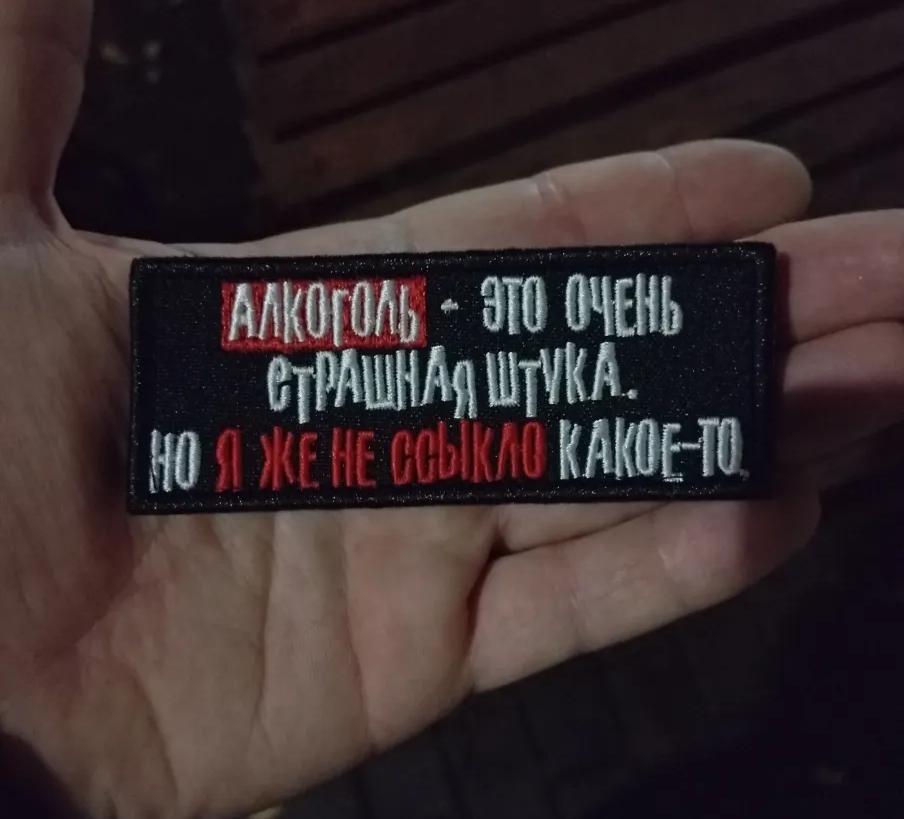 АЛКОГОЛЬ - ЭТО ОЧЕНЬ
СТРАШНАЯ ШТУКА.
НО Я ЖЕ НЕ ССЫКЛО КАКОЕ-ТО.